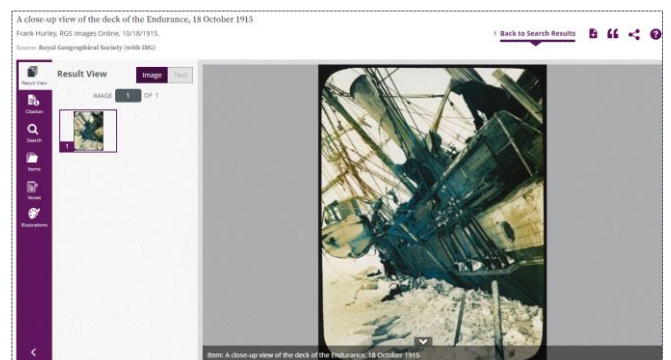 A close-up view of the deck of the Endurance, 18 October 1915
Frank Hurley, RGS Images Online, 10/18/1915.
Source: Royal Geographical Society (with IBG)
< Back to Search Results
Result View
Image
Text
IMAGE 1 OF 1
1
Result View
Citation
Search
Items
Notes
Illustrations
Item: A close-up view of the deck of the Endurance, 18 October 1915